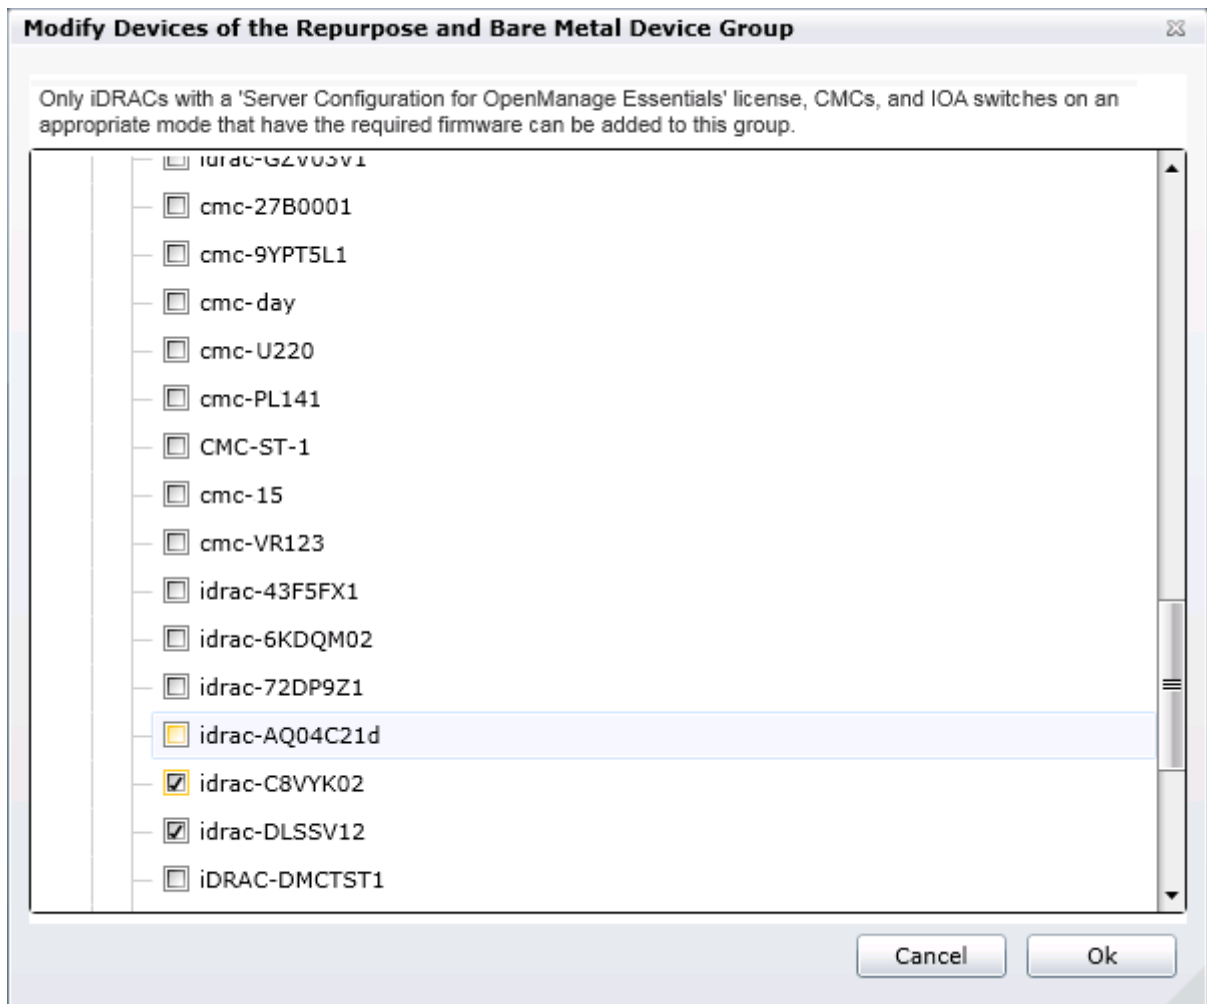 Modify Devices of the Repurpose and Bare Metal Device Group
Only iDRACs with a 'Server Configuration for OpenManage Essentials' license, CMCs, and IOA switches on an
appropriate mode that have the required firmware can be added to this group.
cmc-27B0001
cmc-9YPT5L1
cmc-day
cmc-U220
cmc-PL141
CMC-ST-1
cmc-15
cmc-VR123
idrac-43F5FX1
idrac-6KDQM02
idrac-72DP9Z1
idrac-AQ04C21d
idrac-C8VYK02
idrac-DLSSV12
iDRAC-DMCTST1
Cancel
Ok